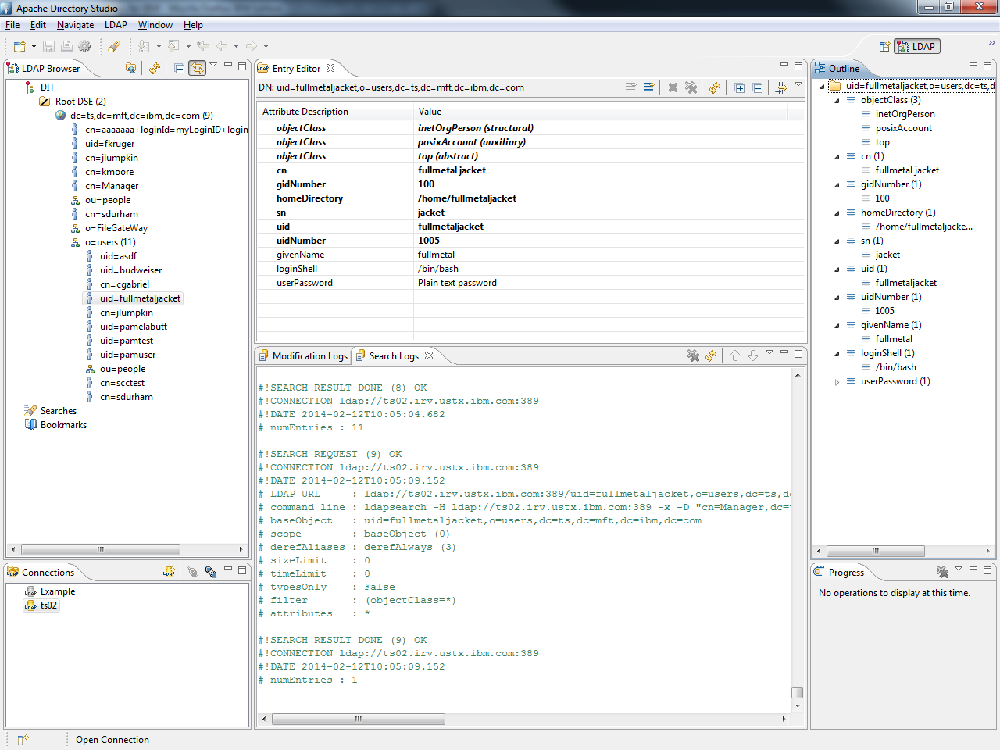 Apache Directory Studio
File Edit Navigate LDAP Window Help
LDAP
LDAP Browser
DIT
Root DSE (2)
dc=ts,dc=mft,dc=ibm,dc=com (9)
cn=aaaaaaa+loginId=myLoginID+login
uid=fkruger
cn=jlumpkin
cn=kmoore
cn=Manager
ou=people
cn=sdurham
o=FileGateWay
o=users (11)
uid=asdf
uid=budweiser
cn=cgabriel
uid=fullmetaljacket
cn=jlumpkin
uid=pamelabutt
uid=pamtest
uid=pamuser
ou=people
cn=scctest
cn=sdurham
Searches
Bookmarks
Connections
Example
ts02
Entry Editor
DN: uid=fullmetaljacket,o=users,dc=ts,dc=mft,dc=ibm,dc=com
Attribute Description Value
objectClass inetOrgPerson (structural)
objectClass posixAccount (auxiliary)
objectClass top (abstract)
cn fullmetal jacket
gidNumber 100
homeDirectory /home/fullmetaljacket
sn jacket
uid fullmetaljacket
uidNumber 1005
givenName fullmetal
loginShell /bin/bash
userPassword Plain text password
Modification Logs Search Logs
#!SEARCH RESULT DONE (8) OK
#!CONNECTION ldap://ts02.irv.ustx.ibm.com:389
#!DATE 2014-02-12T10:05:04.682
# numEntries : 11
#!SEARCH REQUEST (9) OK
#!CONNECTION ldap://ts02.irv.ustx.ibm.com:389
#!DATE 2014-02-12T10:05:09.152
# LDAP URL     : ldap://ts02.irv.ustx.ibm.com:389/uid=fullmetaljacket,o=users,dc=ts,dc
# command line : ldapsearch -H ldap://ts02.irv.ustx.ibm.com:389 -x -D "cn=Manager,dc=
# baseObject   : uid=fullmetaljacket,o=users,dc=ts,dc=mft,dc=ibm,dc=com
# scope        : baseObject (0)
# derefAliases : derefAlways (3)
# sizeLimit    : 0
# timeLimit    : 0
# typesOnly    : False
# filter       : (objectClass=*)
# attributes   : *
#!SEARCH RESULT DONE (9) OK
#!CONNECTION ldap://ts02.irv.ustx.ibm.com:389
#!DATE 2014-02-12T10:05:09.152
# numEntries : 1
Outline
uid=fullmetaljacket,o=users,dc=ts,d
objectClass (3)
inetOrgPerson
posixAccount
top
cn (1)
fullmetal jacket
gidNumber (1)
100
homeDirectory (1)
/home/fullmetaljacke...
sn (1)
jacket
uid (1)
fullmetaljacket
uidNumber (1)
1005
givenName (1)
fullmetal
loginShell (1)
/bin/bash
userPassword (1)
Progress
No operations to display at this time.
Open Connection